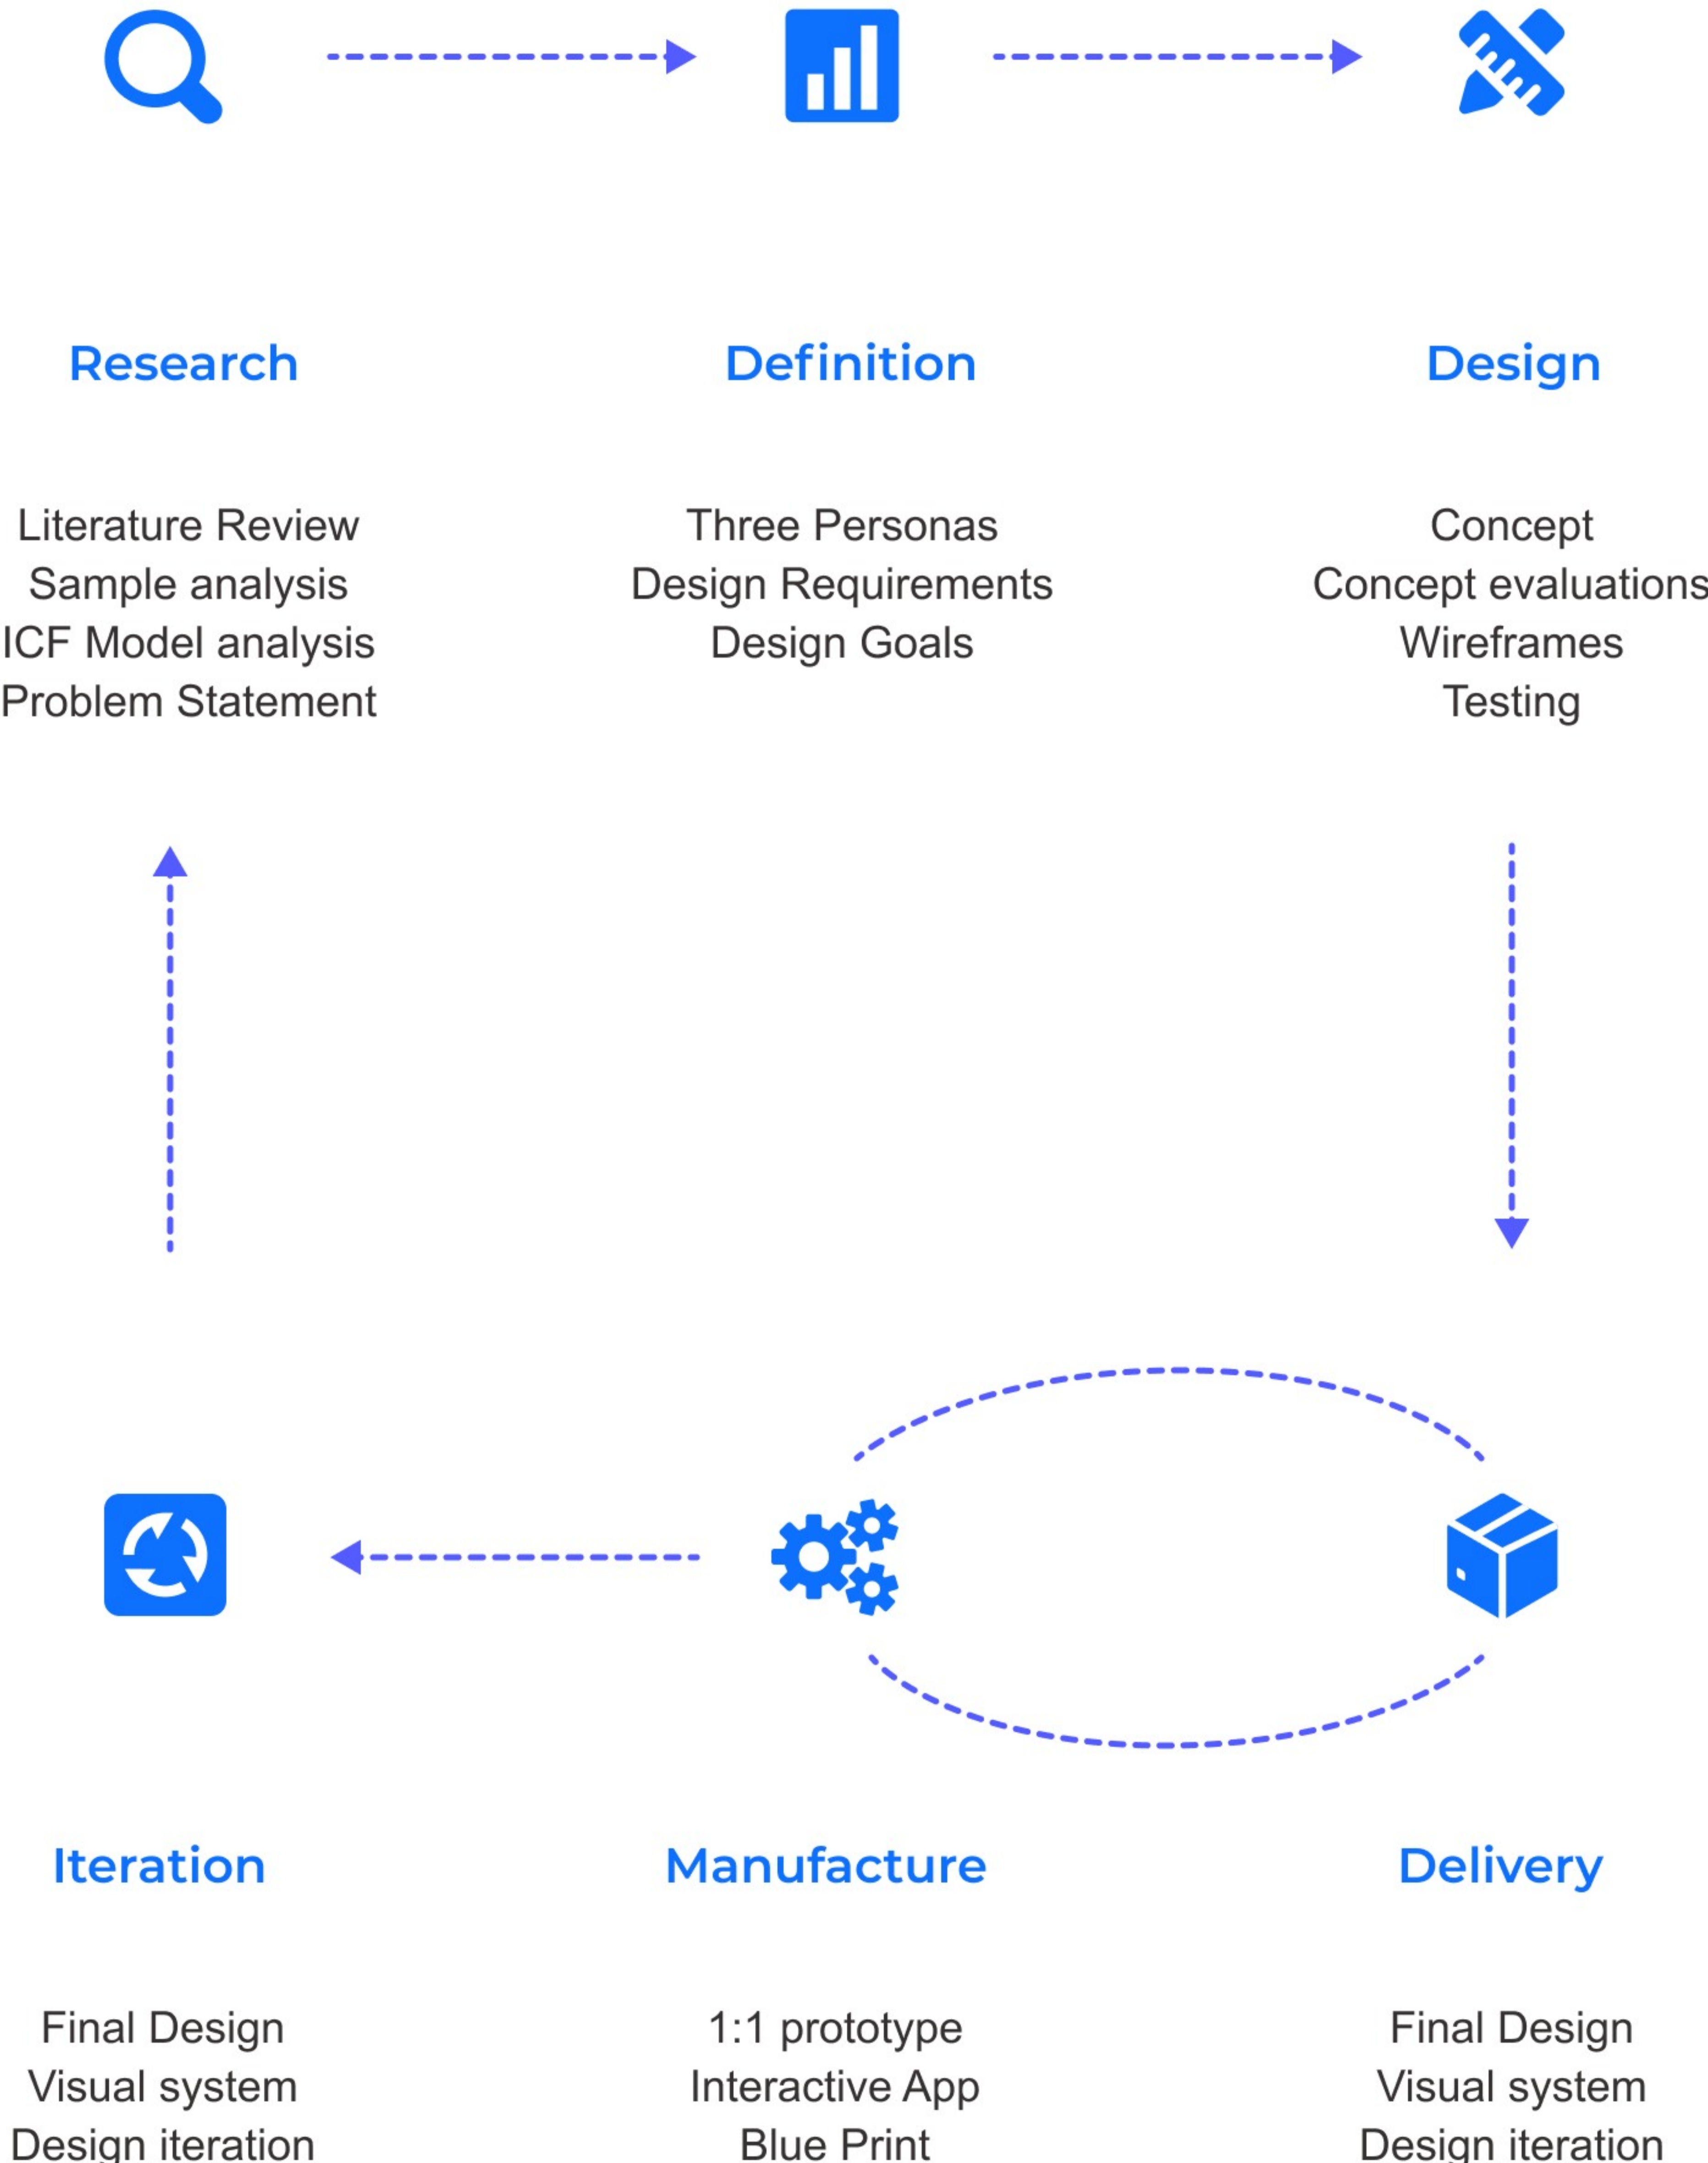 Research
Definition
Design
Literature Review
Sample analysis
ICF Model analysis
Problem Statement
Three Personas
Design Requirements
Design Goals
Concept
Concept evaluations
Wireframes
Testing
Iteration
Manufacture
Delivery
Final Design
Visual system
Design iteration
1:1 prototype
Interactive App
Blue Print
Final Design
Visual system
Design iteration